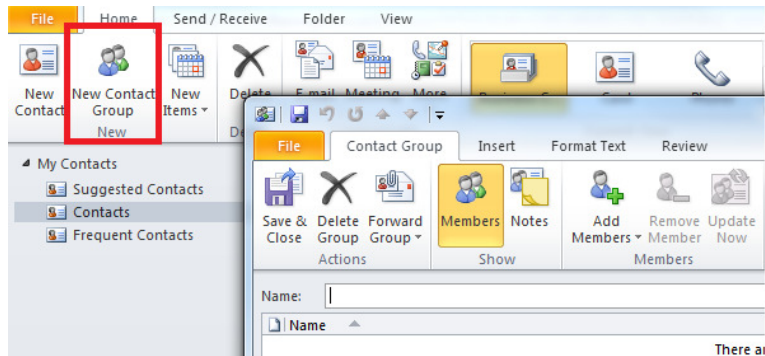 File Home Send / Receive Folder View
New Contact New Contact Group New Items Delete E-mail Meeting More
New
My Contacts
Suggested Contacts
Contacts
Frequent Contacts
File Contact Group Insert Format Text Review
Save & Close Delete Group Forward Group Members Notes Add Members Remove Member Update Now
Actions Show Members
Name:
Name
There